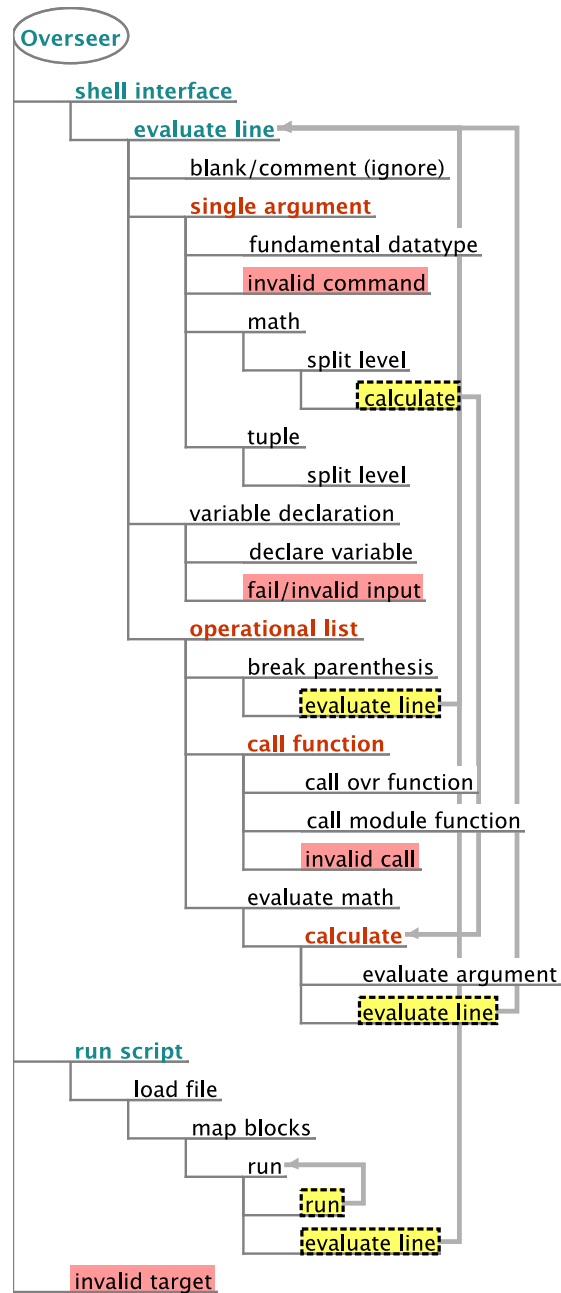 Overseer
shell interface
evaluate line
blank/comment (ignore)
single argument
fundamental datatype
invalid command
math
split level
calculate
tuple
split level
variable declaration
declare variable
fail/invalid input
operational list
break parenthesis
evaluate line
call function
call ovr function
call module function
invalid call
evaluate math
calculate
evaluate argument
evaluate line
run script
load file
map blocks
run
run
evaluate line
invalid target